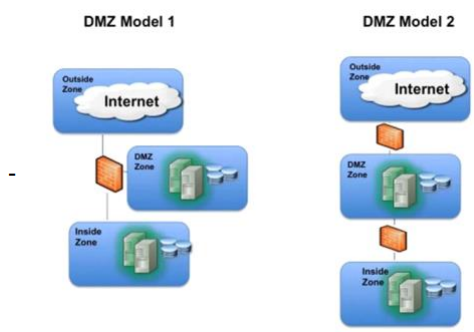 DMZ Model 1
DMZ Model 2
Outside
Zone
Internet
DMZ
Zone
Inside
Zone
Outside
Zone
Internet
DMZ
Zone
Inside
Zone
-